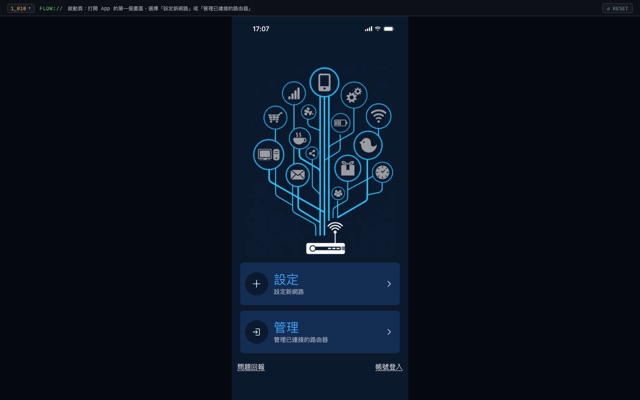 1_010
FLOW:// 啟動頁：打開 App 的第一個畫面，選擇「設定新網路」或「管理已連接的路由器」
RESET
17:07
設定
設定新網路
管理
管理已連接的路由器
問題回報
帳號登入